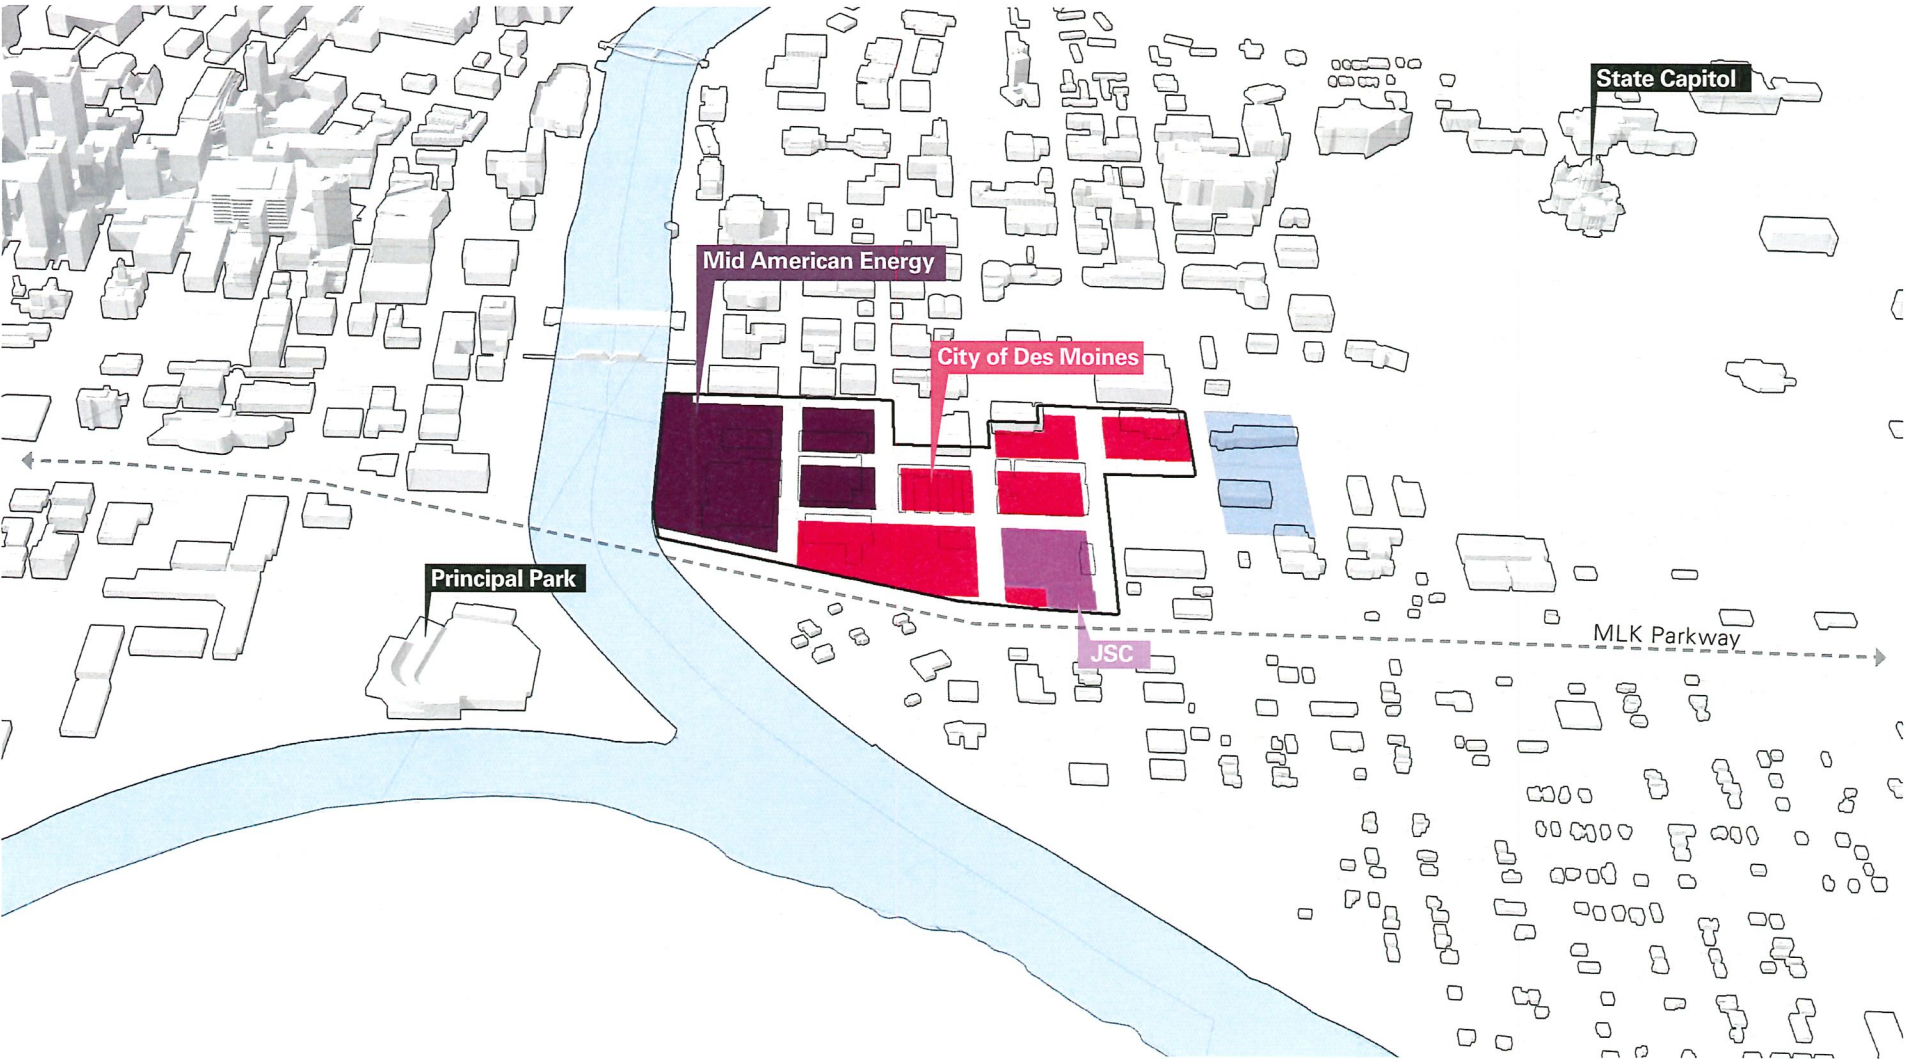 State Capitol
Mid American Energy
City of Des Moines
Principal Park
MLK Parkway
JSC